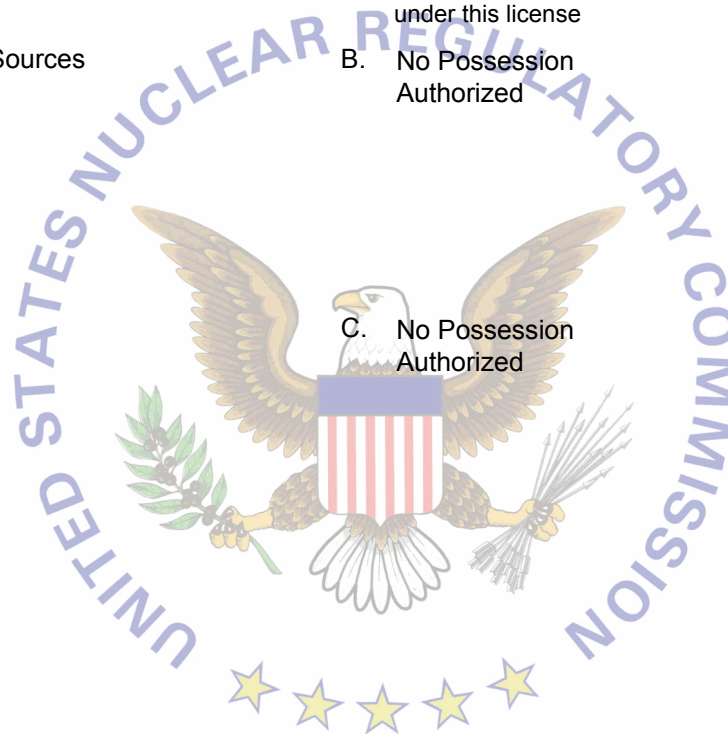 under this license
Sources B. No Possession
Authorized
C. No Possession
Authorized
UNITED STATES NUCLEAR REGULATORY COMMISSION